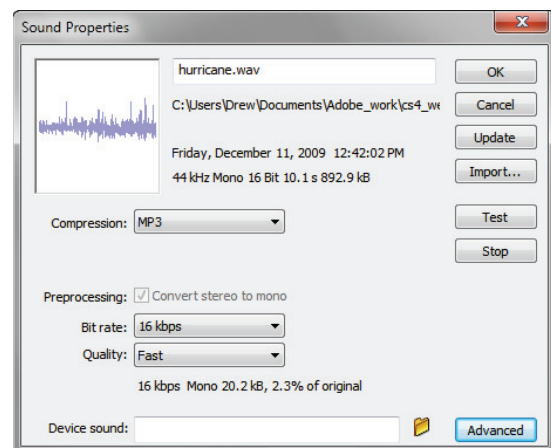 Sound Properties
hurricane.wav
OK
C:\Users\Drew\Documents\Adobe_work\cs4_we
Cancel
Update
Friday, December 11, 2009 12:42:02 PM
44 kHz Mono 16 Bit 10.1 s 892.9 kB
Import...
Compression: MP3
Test
Stop
Preprocessing: Convert stereo to mono
Bit rate: 16 kbps
Quality: Fast
16 kbps Mono 20.2 kB, 2.3% of original
Device sound:
Advanced